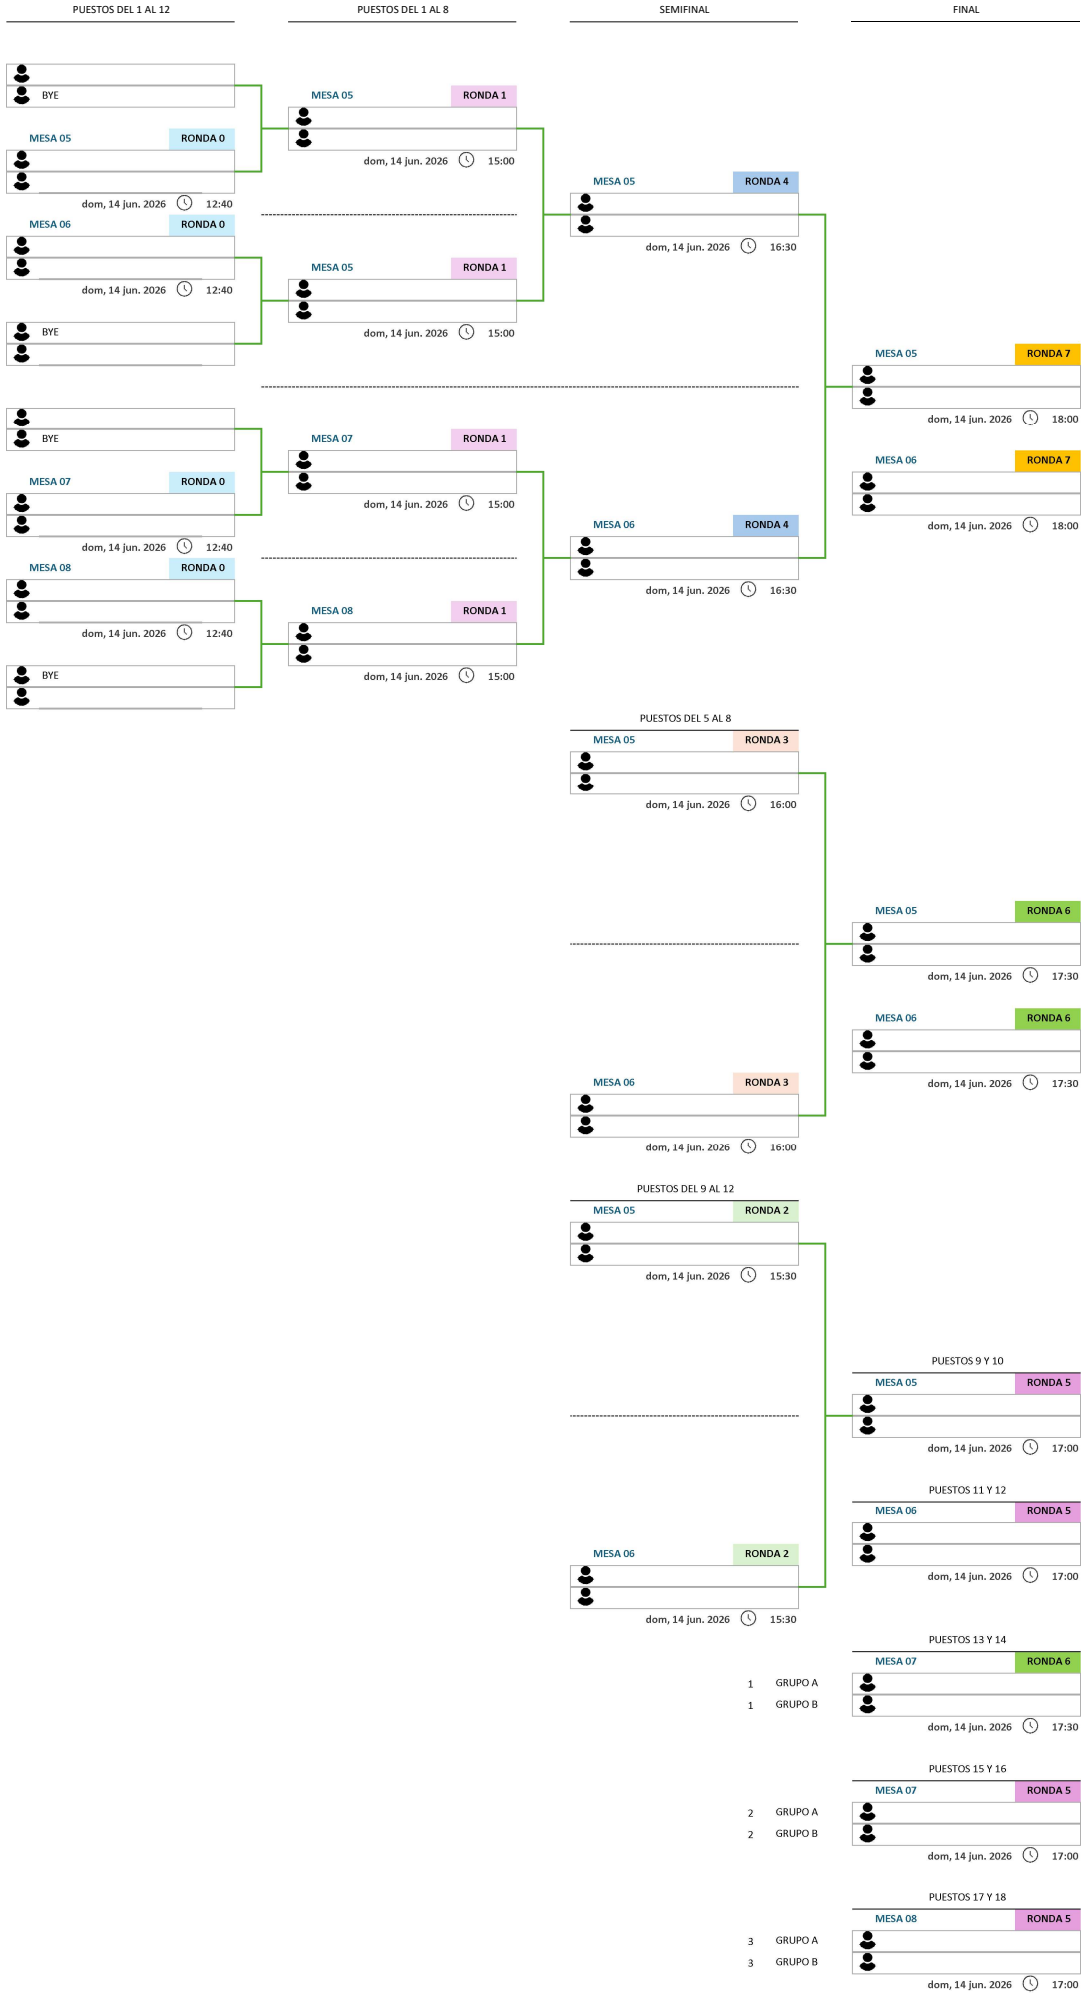 PUESTOS DEL 1 AL 12
PUESTOS DEL 1 AL 8
SEMIFINAL
FINAL
BYE
MESA 05 RONDA 0
dom, 14 jun. 2026 12:40
MESA 06 RONDA 0
dom, 14 jun. 2026 12:40
BYE
BYE
MESA 07 RONDA 0
dom, 14 jun. 2026 12:40
MESA 08 RONDA 0
dom, 14 jun. 2026 12:40
BYE
MESA 05 RONDA 1
dom, 14 jun. 2026 15:00
MESA 05 RONDA 1
dom, 14 jun. 2026 15:00
MESA 07 RONDA 1
dom, 14 jun. 2026 15:00
MESA 08 RONDA 1
dom, 14 jun. 2026 15:00
MESA 05 RONDA 4
dom, 14 jun. 2026 16:30
MESA 06 RONDA 4
dom, 14 jun. 2026 16:30
MESA 05 RONDA 7
dom, 14 jun. 2026 18:00
MESA 06 RONDA 7
dom, 14 jun. 2026 18:00
PUESTOS DEL 5 AL 8
MESA 05 RONDA 3
dom, 14 jun. 2026 16:00
MESA 06 RONDA 3
dom, 14 jun. 2026 16:00
MESA 05 RONDA 6
dom, 14 jun. 2026 17:30
MESA 06 RONDA 6
dom, 14 jun. 2026 17:30
PUESTOS DEL 9 AL 12
MESA 05 RONDA 2
dom, 14 jun. 2026 15:30
MESA 06 RONDA 2
dom, 14 jun. 2026 15:30
PUESTOS 9 Y 10
MESA 05 RONDA 5
dom, 14 jun. 2026 17:00
PUESTOS 11 Y 12
MESA 06 RONDA 5
dom, 14 jun. 2026 17:00
PUESTOS 13 Y 14
MESA 07 RONDA 6
1 GRUPO A
1 GRUPO B
dom, 14 jun. 2026 17:30
PUESTOS 15 Y 16
MESA 07 RONDA 5
2 GRUPO A
2 GRUPO B
dom, 14 jun. 2026 17:00
PUESTOS 17 Y 18
MESA 08 RONDA 5
3 GRUPO A
3 GRUPO B
dom, 14 jun. 2026 17:00